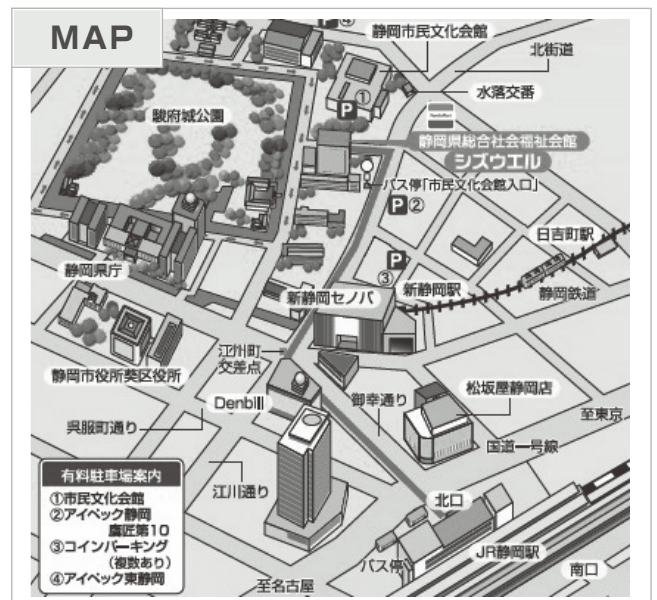 MAP
P④
静岡市民文化会館
北街道
①
P
水落交番
駿府城公園
FamilyMart
静岡県総合社会福祉会館
シズウエル
バス停「市民文化会館入口」
P②
日吉町駅
P
③
静岡県庁
新静岡セノバ
新静岡駅
静岡鉄道
江州町
交差点
静岡市役所葵区役所
Denbill
御幸通り
松坂屋静岡店
至東京
呉服町通り
国道一号線
有料駐車場案内
①市民文化会館
②アイペック静岡
鷹匠第10
③コインパーキング
(複数あり)
④アイペック東静岡
江川通り
北口
JR静岡駅
バス停
南口
至名古屋